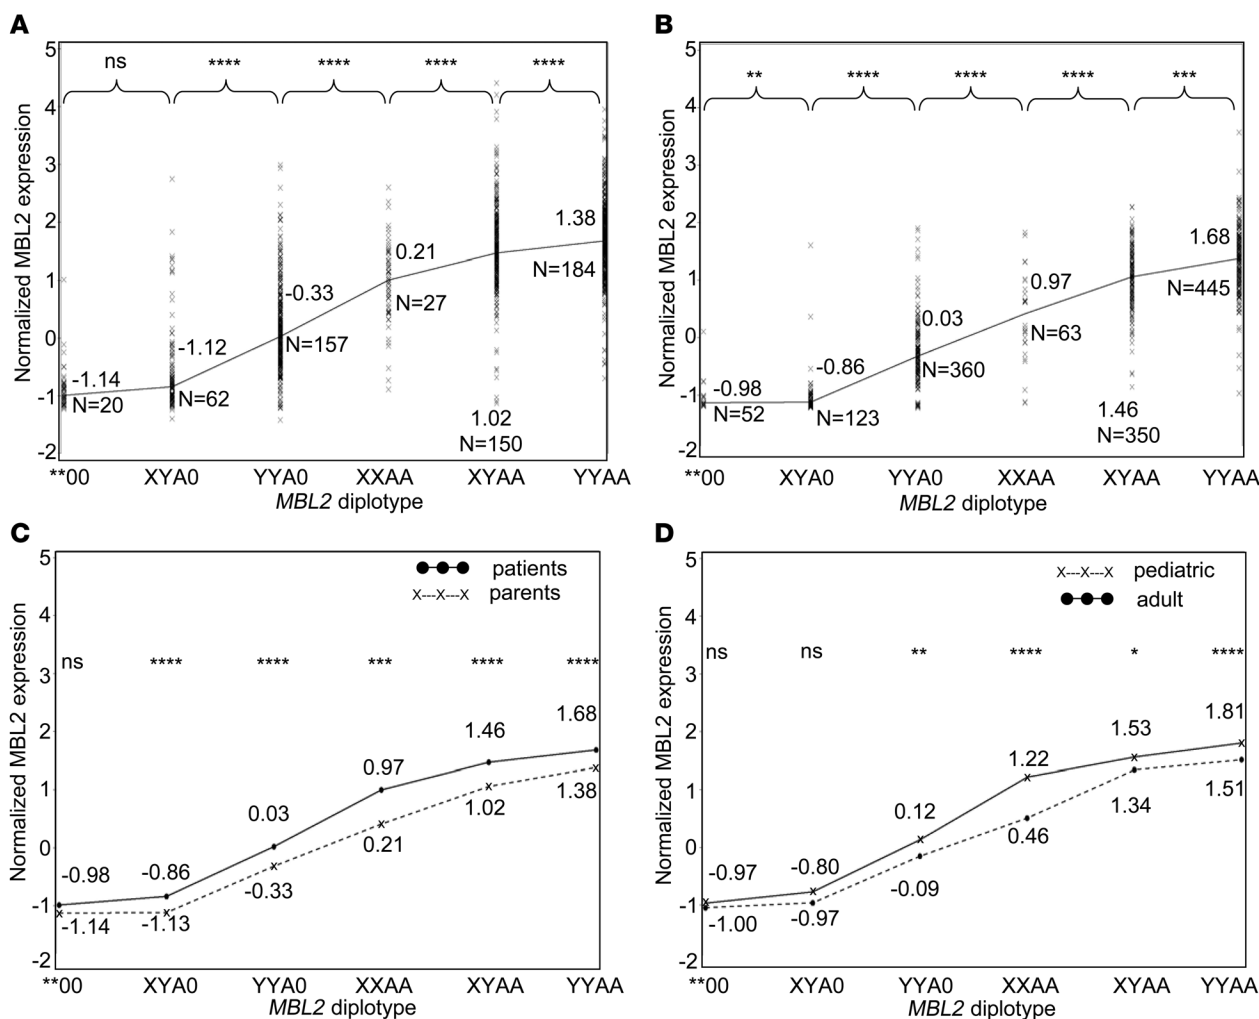 A
Normalized MBL2 expression
5
4
3
2
1
0
-1
-2
ns
****
****
****
****
-1.14
N=20
-1.12
N=62
-0.33
N=157
0.21
N=27
1.02
N=150
1.38
N=184
**00
XYA0
YYA0
XXAA
XYAA
YYAA
MBL2 diplotype
B
Normalized MBL2 expression
5
4
3
2
1
0
-1
-2
**
****
****
****
***
-0.98
N=52
-0.86
N=123
0.03
N=360
0.97
N=63
1.46
N=350
1.68
N=445
**00
XYA0
YYA0
XXAA
XYAA
YYAA
MBL2 diplotype
C
Normalized MBL2 expression
5
4
3
2
1
0
-1
-2
patients
X---X---X parents
ns
****
****
***
****
****
-0.98
-0.86
0.03
0.97
1.46
1.68
-1.14
-1.13
-0.33
0.21
1.02
1.38
**00
XYA0
YYA0
XXAA
XYAA
YYAA
MBL2 diplotype
D
Normalized MBL2 expression
5
4
3
2
1
0
-1
-2
X---X---X pediatric
adult
ns
ns
**
****
*
****
-0.97
-0.80
0.12
1.22
1.53
1.81
-1.00
-0.97
-0.09
0.46
1.34
1.51
**00
XYA0
YYA0
XXAA
XYAA
YYAA
MBL2 diplotype